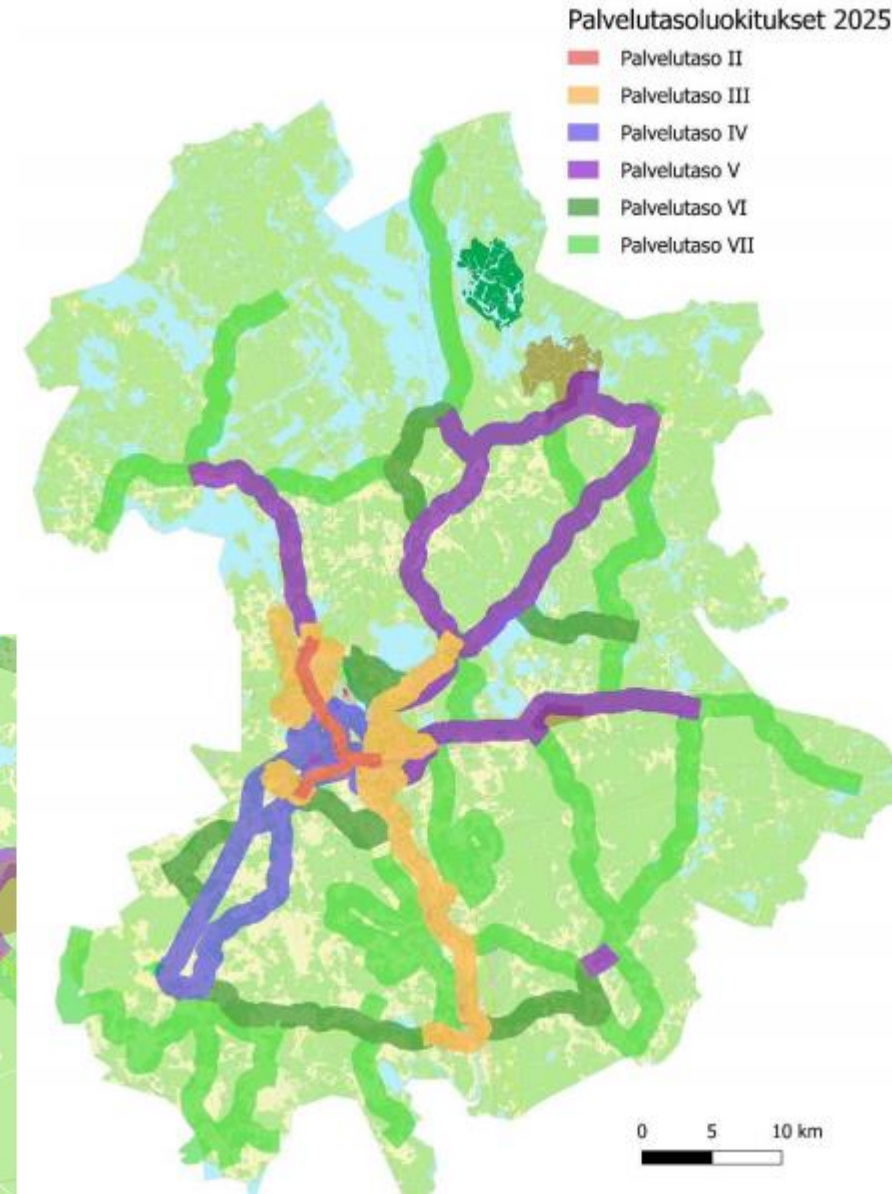 Palvelutasoluokitukset 2025
Palvelutaso II
Palvelutaso III
Palvelutaso IV
Palvelutaso V
Palvelutaso VI
Palvelutaso VII
0 5 10 km